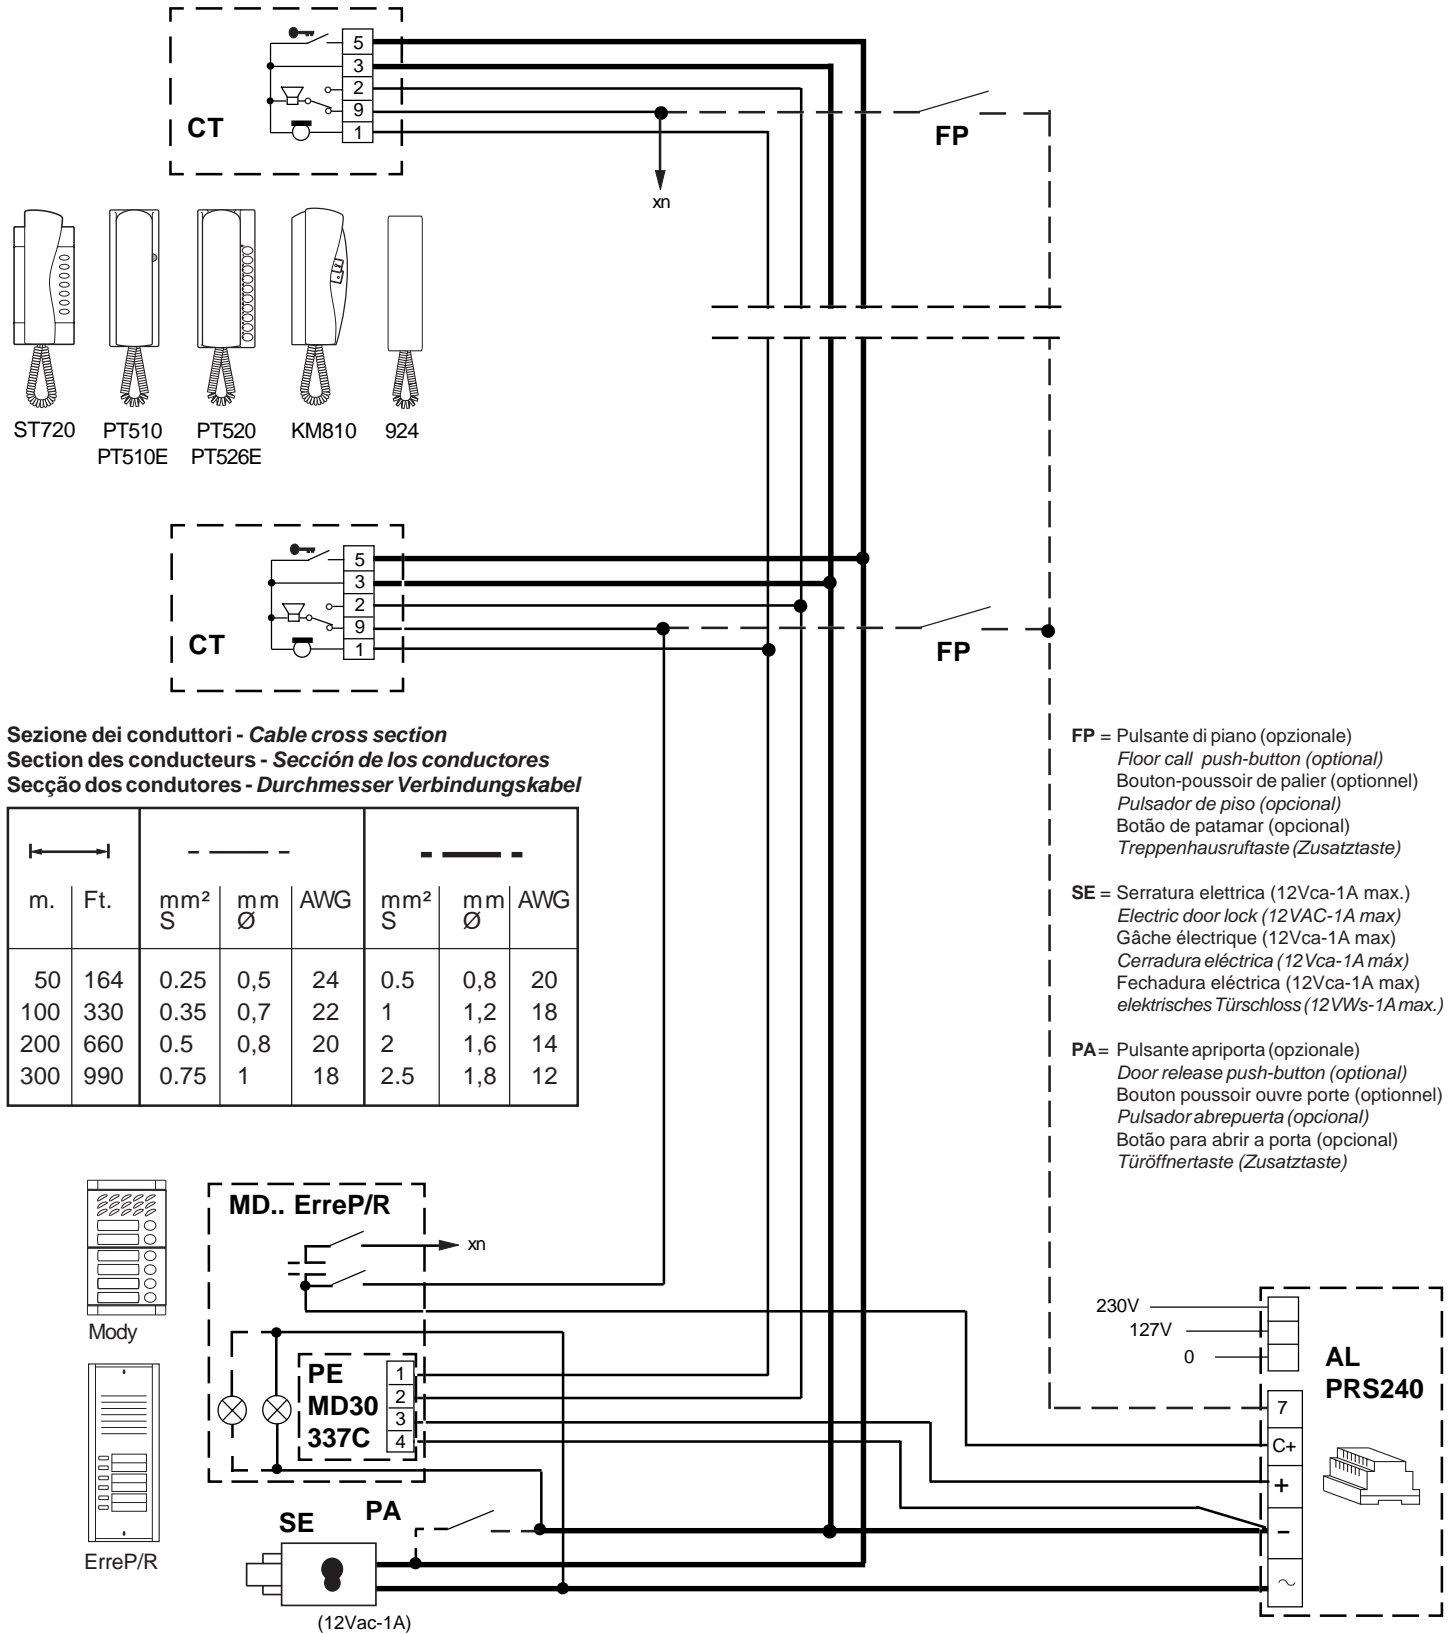 5
3
2
9
1
CT
FP
xn
ST720
PT510
PT510E
PT520
PT526E
KM810
924
5
3
2
9
1
CT
FP
Sezione dei conduttori - Cable cross section
Section des conducteurs - Sección de los conductores
Secção dos condutores - Durchmesser Verbindungskabel
m. Ft. mm² S mm Ø AWG mm² S mm Ø AWG
50 164 0.25 0,5 24 0.5 0,8 20
100 330 0.35 0,7 22 1 1,2 18
200 660 0.5 0,8 20 2 1,6 14
300 990 0.75 1 18 2.5 1,8 12
FP = Pulsante di piano (opzionale)
Floor call push-button (optional)
Bouton-poussoir de palier (optionnel)
Pulsador de piso (opcional)
Botão de patamar (opcional)
Treppenhausruftaste (Zusatztaste)
SE = Serratura elettrica (12Vca-1A max.)
Electric door lock (12VAC-1A max)
Gâche électrique (12Vca-1A max)
Cerradura eléctrica (12Vca-1A máx)
Fechadura eléctrica (12Vca-1A max)
elektrisches Türschloss (12VWs-1A max.)
PA = Pulsante apriporta (opzionale)
Door release push-button (optional)
Bouton poussoir ouvre porte (optionnel)
Pulsador abrepuerta (opcional)
Botão para abrir a porta (opcional)
Türöffnertaste (Zusatztaste)
Mody
ErreP/R
MD.. ErreP/R
xn
PE
MD30
337C
1
2
3
4
SE
PA
(12Vac-1A)
230V
127V
0
AL
PRS240
7
C+
+
-
~